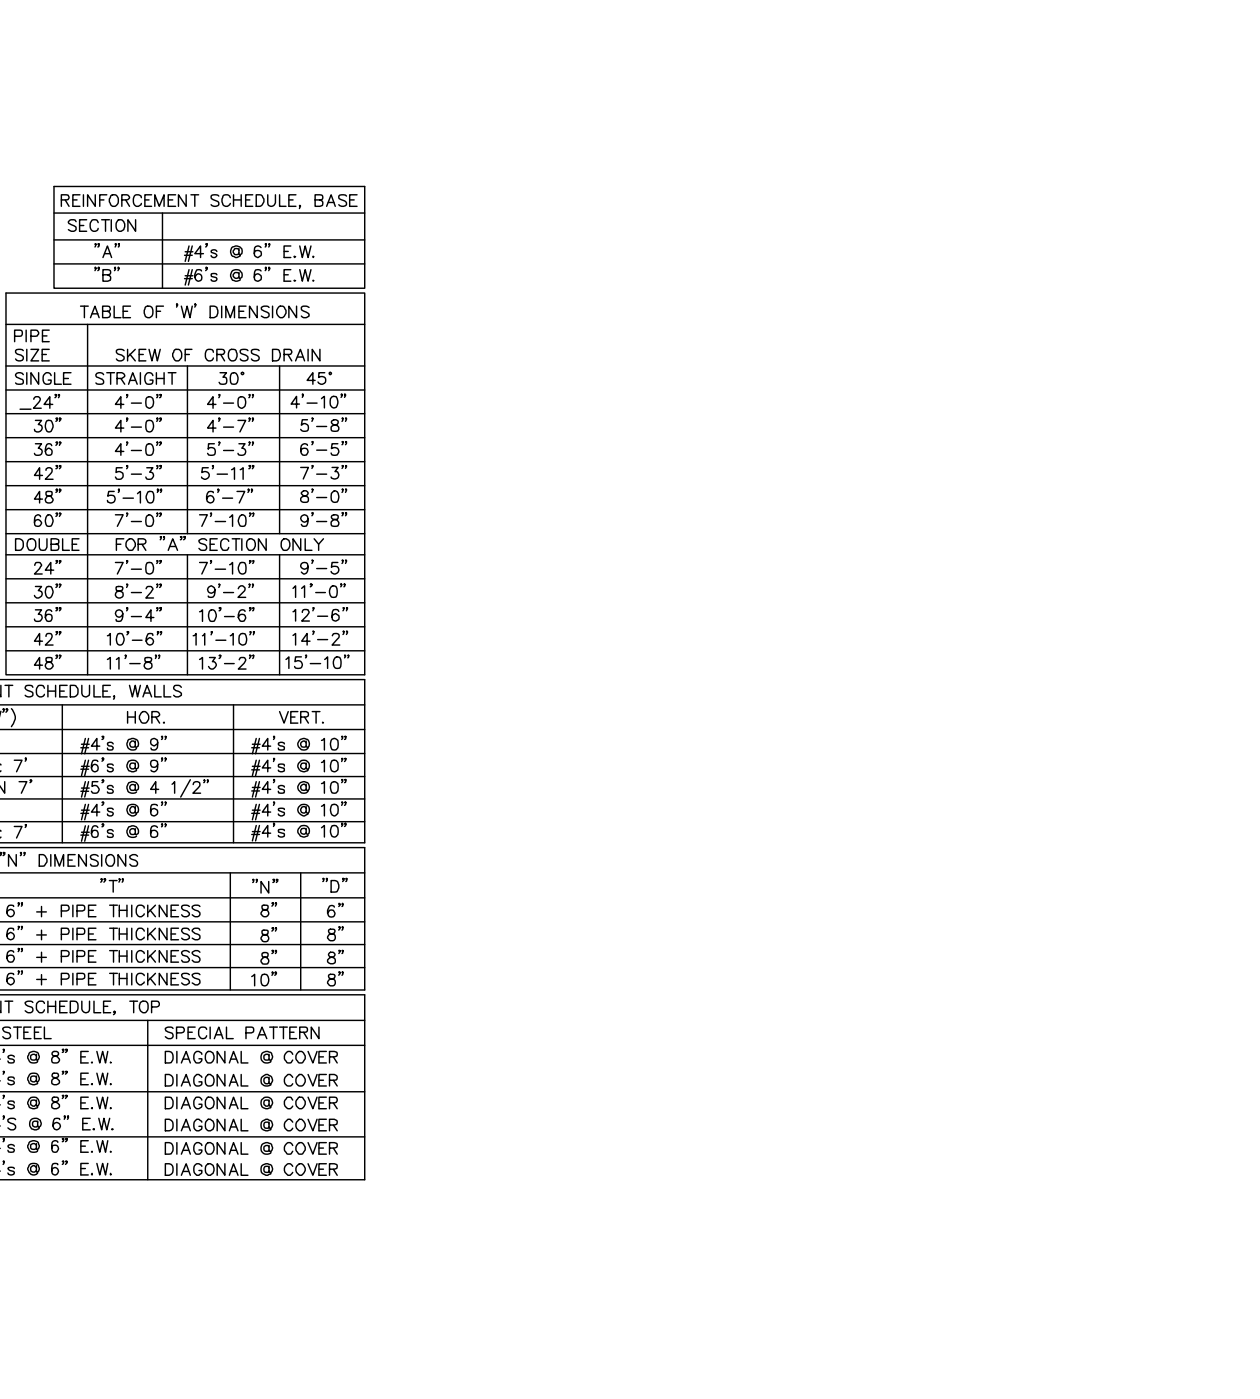 REINFORCEMENT SCHEDULE, BASE
SECTION
"A" #4's @ 6" E.W.
"B" #6's @ 6" E.W.
TABLE OF 'W' DIMENSIONS
PIPE
SIZE SKEW OF CROSS DRAIN
SINGLE STRAIGHT 30° 45°
_24" 4'-0" 4'-0" 4'-10"
30" 4'-0" 4'-7" 5'-8"
36" 4'-0" 5'-3" 6'-5"
42" 5'-3" 5'-11" 7'-3"
48" 5'-10" 6'-7" 8'-0"
60" 7'-0" 7'-10" 9'-8"
DOUBLE FOR "A" SECTION ONLY
24" 7'-0" 7'-10" 9'-5"
30" 8'-2" 9'-2" 11'-0"
36" 9'-4" 10'-6" 12'-6"
42" 10'-6" 11'-10" 14'-2"
48" 11'-8" 13'-2" 15'-10"
SCHEDULE, WALLS
") HOR. VERT.
#4's @ 9" #4's @ 10"
7' #6's @ 9" #4's @ 10"
7' #5's @ 4 1/2" #4's @ 10"
#4's @ 6" #4's @ 10"
7' #6's @ 6" #4's @ 10"
"N" DIMENSIONS
"T" "N" "D"
6" + PIPE THICKNESS 8" 6"
6" + PIPE THICKNESS 8" 8"
6" + PIPE THICKNESS 8" 8"
6" + PIPE THICKNESS 10" 8"
SCHEDULE, TOP
STEEL SPECIAL PATTERN
's @ 8" E.W. DIAGONAL @ COVER
's @ 8" E.W. DIAGONAL @ COVER
's @ 8" E.W. DIAGONAL @ COVER
'S @ 6" E.W. DIAGONAL @ COVER
's @ 6" E.W. DIAGONAL @ COVER
's @ 6" E.W. DIAGONAL @ COVER